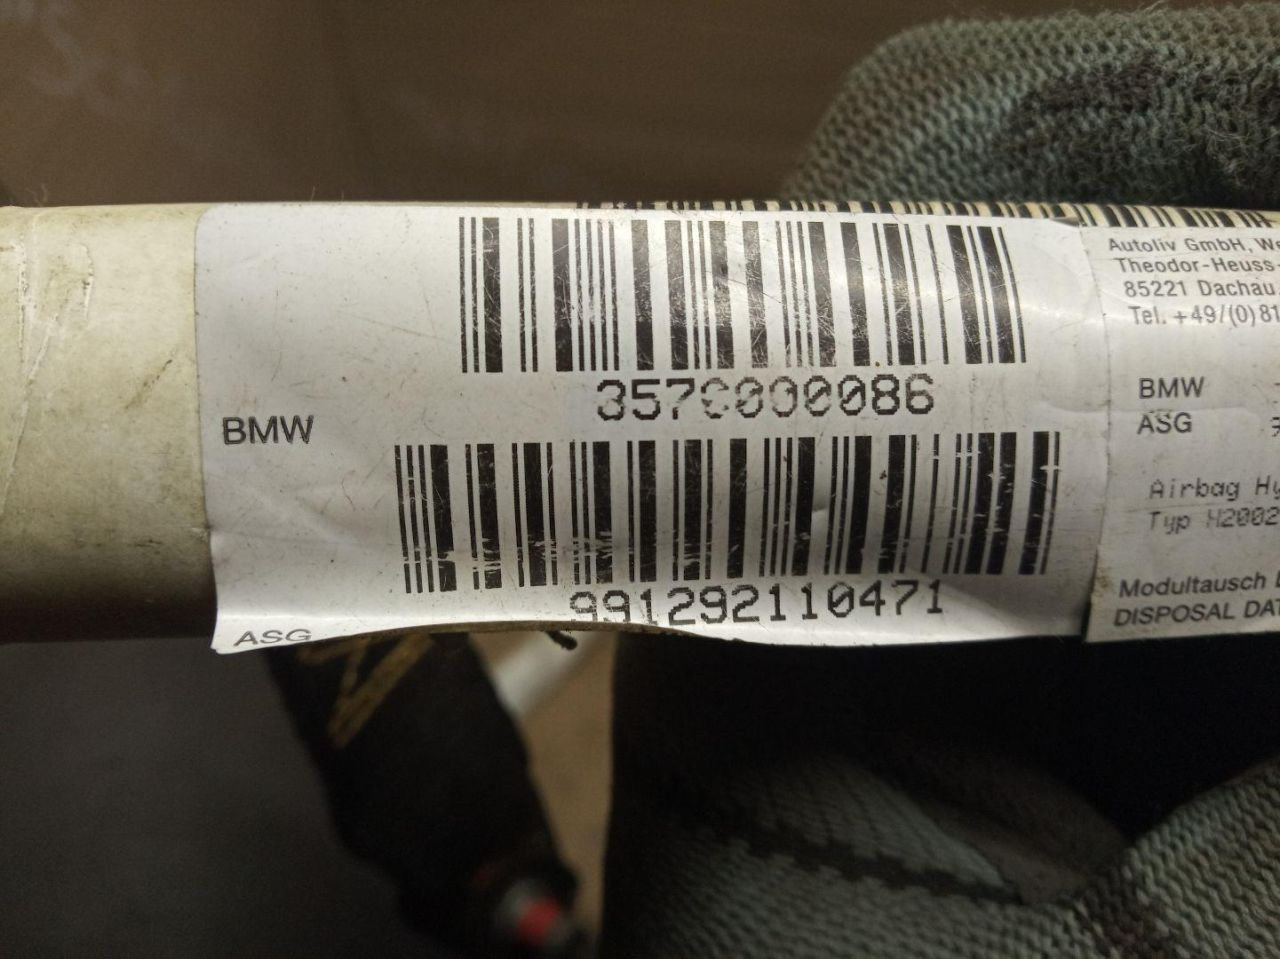 BMW
3570000086
991292110471
ASG
Autoliv GmbH, We
Theodor-Heuss-
85221 Dachau
Tel. +49/(0)81
BMW
ASG
Airbag Hy
Typ H2002
Modultausch
DISPOSAL DAT